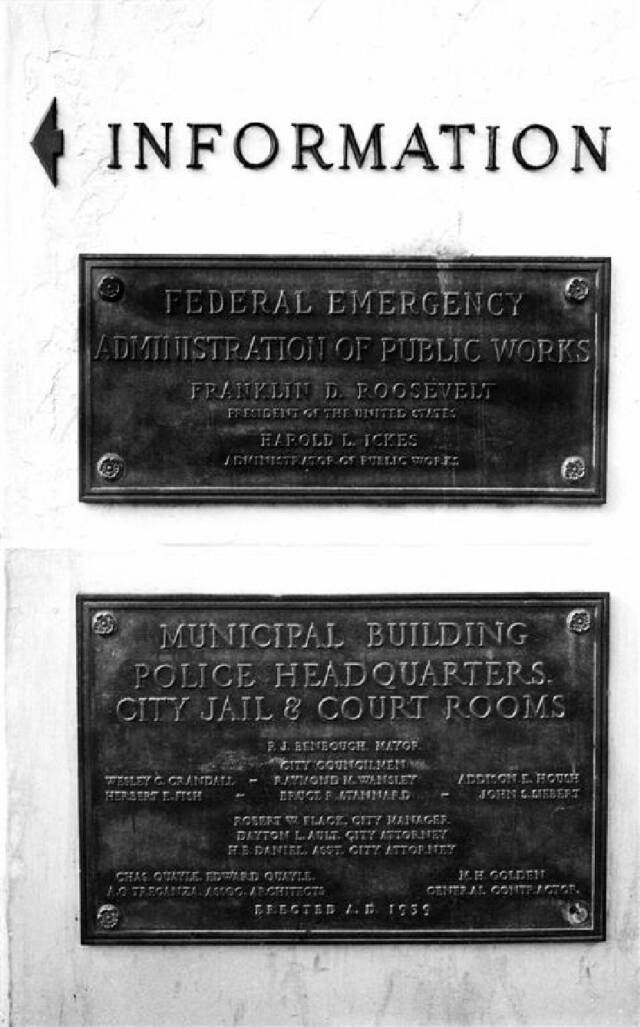 INFORMATION
FEDERAL EMERGENCY
ADMINISTRATION OF PUBLIC WORKS
FRANKLIN D. ROOSEVELT
PRESIDENT OF THE UNITED STATES
HAROLD L. ICKES
ADMINISTRATOR OF PUBLIC WORKS
MUNICIPAL BUILDING
POLICE HEADQUARTERS.
CITY JAIL & COURT ROOMS
P. J. BENBOUGH, MAYOR
CITY COUNCILMEN
WESLEY C. CRANDALL - RAYMOND M. WANSLEY ADDISON E. HOUSH
HERBERT E. FISH - BRUCE R. STANNARD - JOHN S. SIEBERT
ROBERT W. FLACK, CITY MANAGER
DAYTON L. AULT, CITY ATTORNEY
H. B. DANIEL, ASST. CITY ATTORNEY
CHAS. QUAYLE, EDWARD QUAYLE, M. H. GOLDEN
A. O. TREGANZA, ASSOC. ARCHITECTS GENERAL CONTRACTOR
ERECTED A. D. 1939